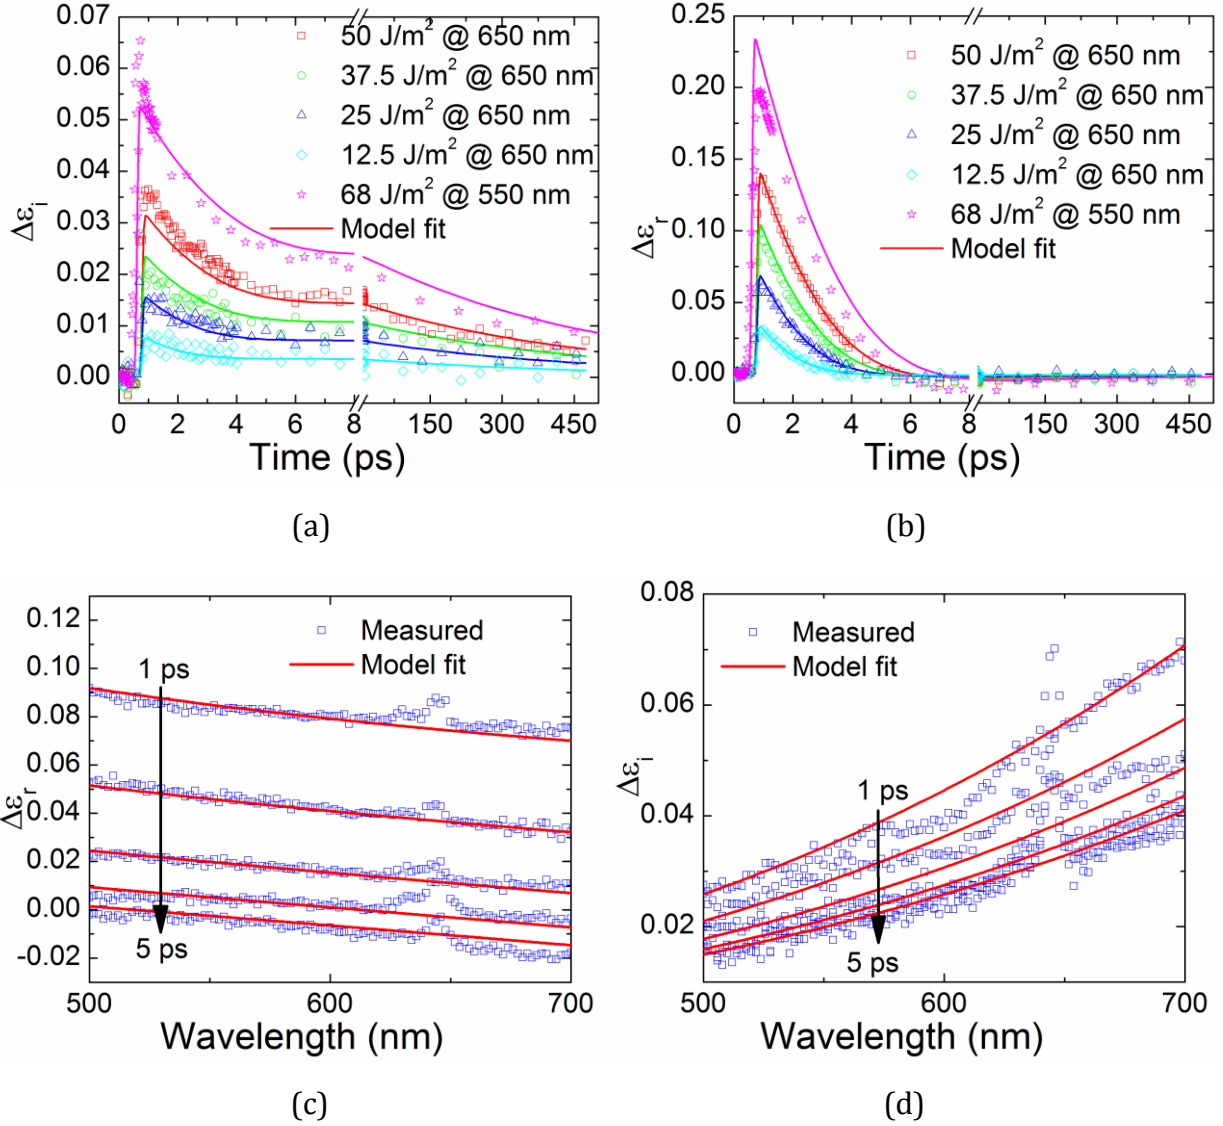 0.07
0.06
0.05
0.04
0.03
0.02
0.01
0.00
Δεi
50 J/m² @ 650 nm
37.5 J/m² @ 650 nm
25 J/m² @ 650 nm
12.5 J/m² @ 650 nm
68 J/m² @ 550 nm
Model fit
0 2 4 6 8 150 300 450
Time (ps)
(a)
0.25
0.20
0.15
0.10
0.05
0.00
Δεr
50 J/m² @ 650 nm
37.5 J/m² @ 650 nm
25 J/m² @ 650 nm
12.5 J/m² @ 650 nm
68 J/m² @ 550 nm
Model fit
0 2 4 6 8 150 300 450
Time (ps)
(b)
0.12
0.10
0.08
0.06
0.04
0.02
0.00
-0.02
Δεr
Measured
Model fit
1 ps
5 ps
500 600 700
Wavelength (nm)
(c)
0.08
0.06
0.04
0.02
Δεi
Measured
Model fit
1 ps
5 ps
500 600 700
Wavelength (nm)
(d)